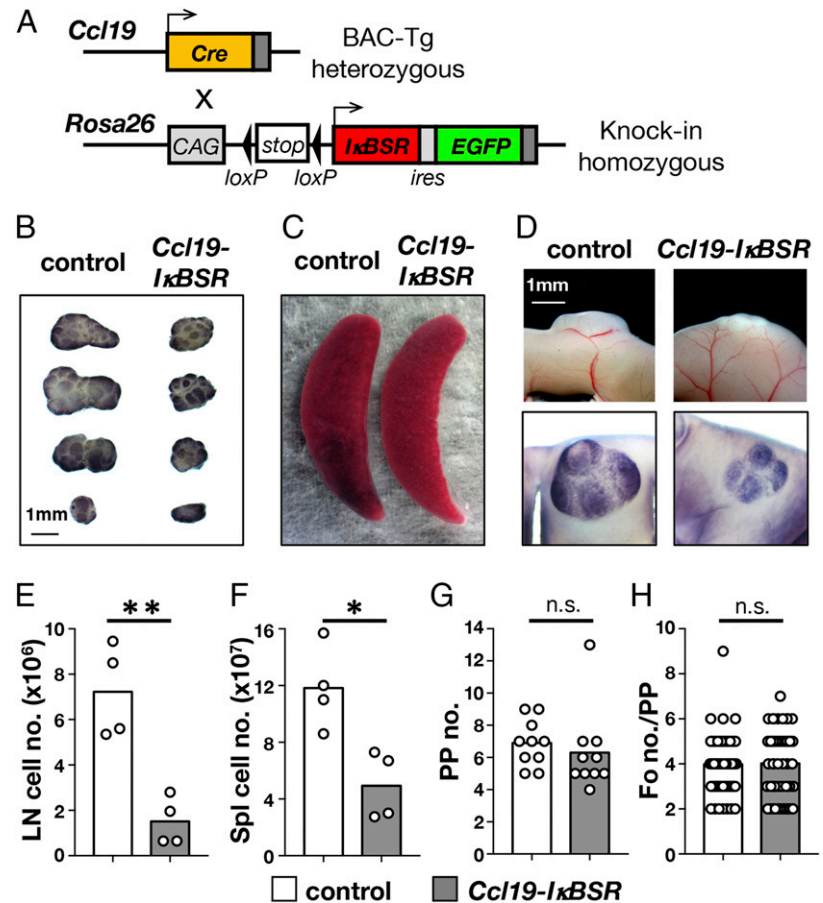 A
Ccl19
Cre
BAC-Tg
heterozygous
X
Rosa26
CAG
stop
IκBSR
EGFP
Knock-in
homozygous
loxP
loxP
ires
B
control
Ccl19-
IκBSR
1mm
C
control
Ccl19-
IκBSR
D
control
Ccl19-IκBSR
1mm
E
**
LN cell no. (x10⁶)
10
8
6
4
2
0
F
*
Spl cell no. (x10⁷)
16
12
8
4
0
G
n.s.
PP no.
14
12
10
8
6
4
2
0
H
n.s.
Fo no./PP
10
8
6
4
2
0
control
Ccl19-IκBSR